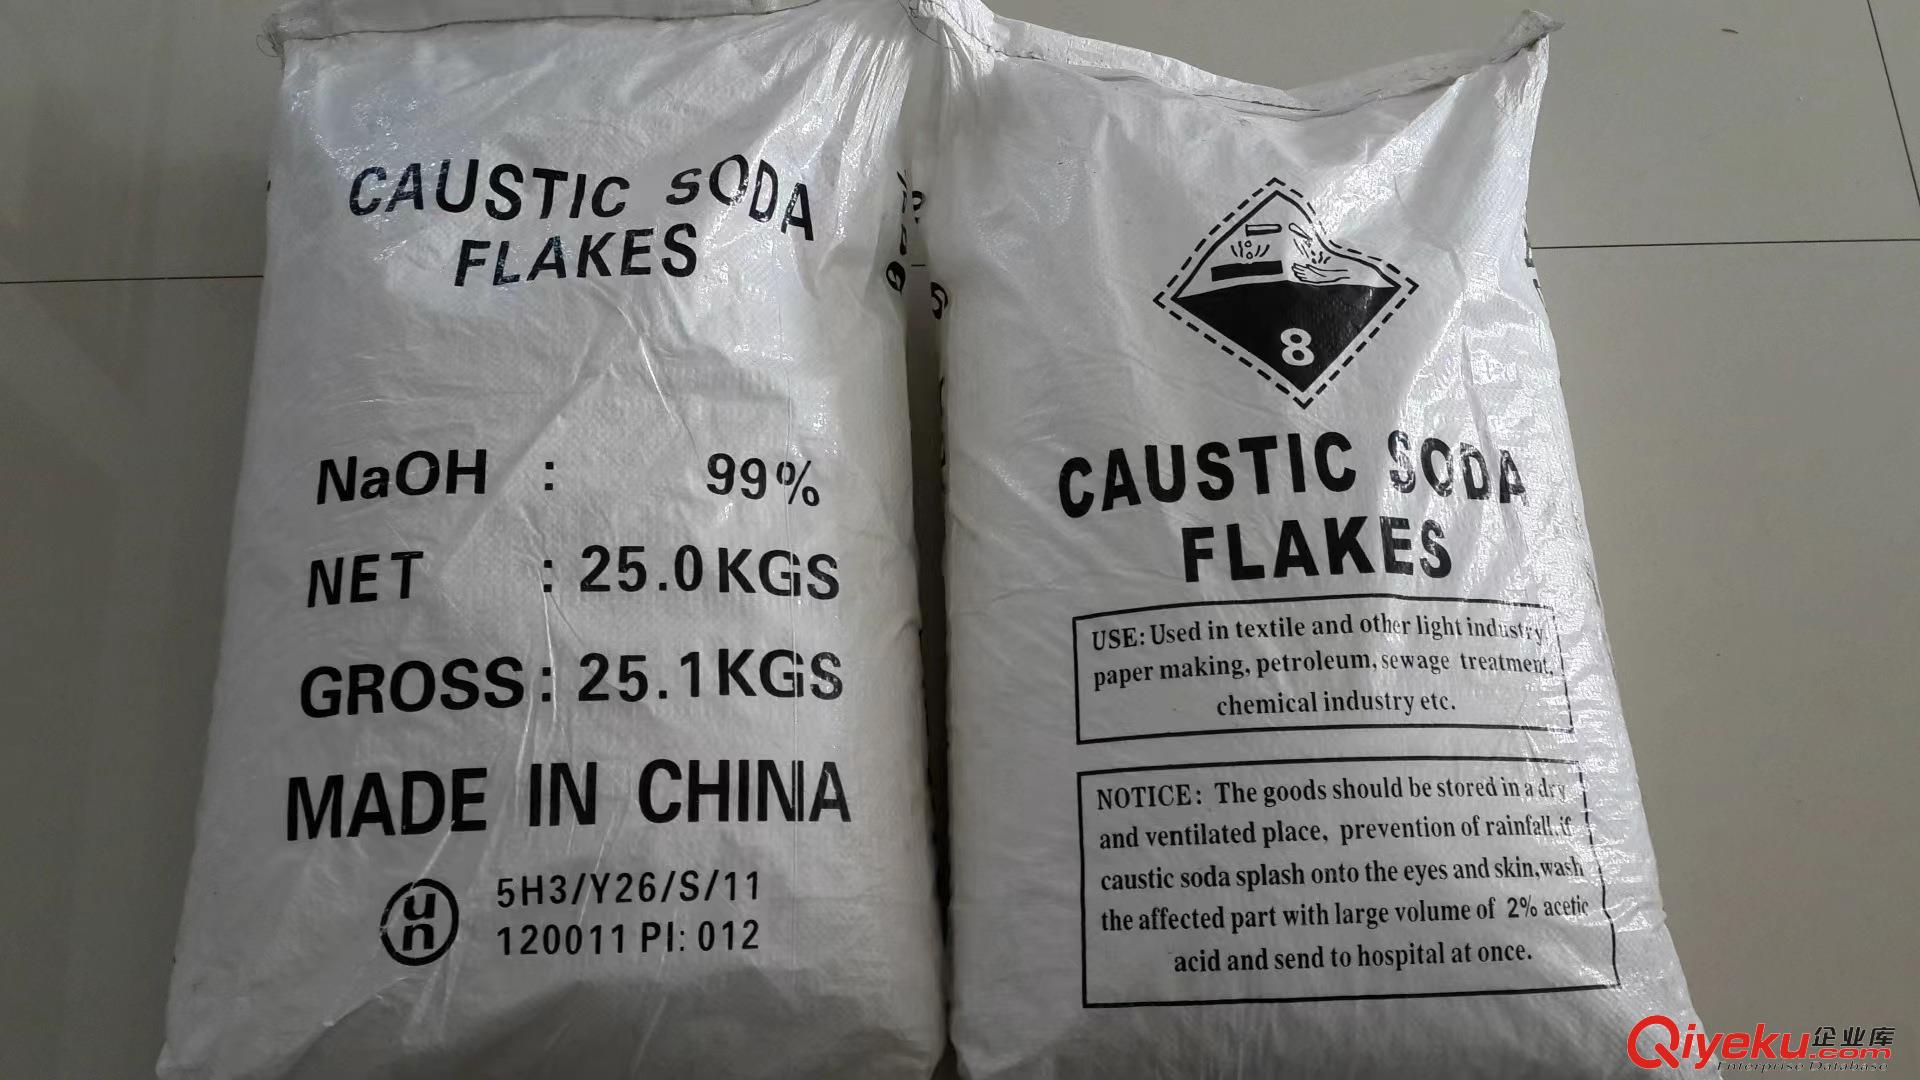 CAUSTIC SODA
FLAKES
NaOH : 99%
NET : 25.0KGS
GROSS : 25.1KGS
MADE IN CHINA
un
5H3/Y26/S/11
120011 PI: 012
8
CAUSTIC SODA
FLAKES
USE: Used in textile and other light industry
paper making, petroleum, sewage treatment,
chemical industry etc.
NOTICE: The goods should be stored in a dry
and ventilated place, prevention of rainfall, if
caustic soda splash onto the eyes and skin, wash
the affected part with large volume of 2% acetic
acid and send to hospital at once.
Qiyeku企业库.com
Enterprise Database